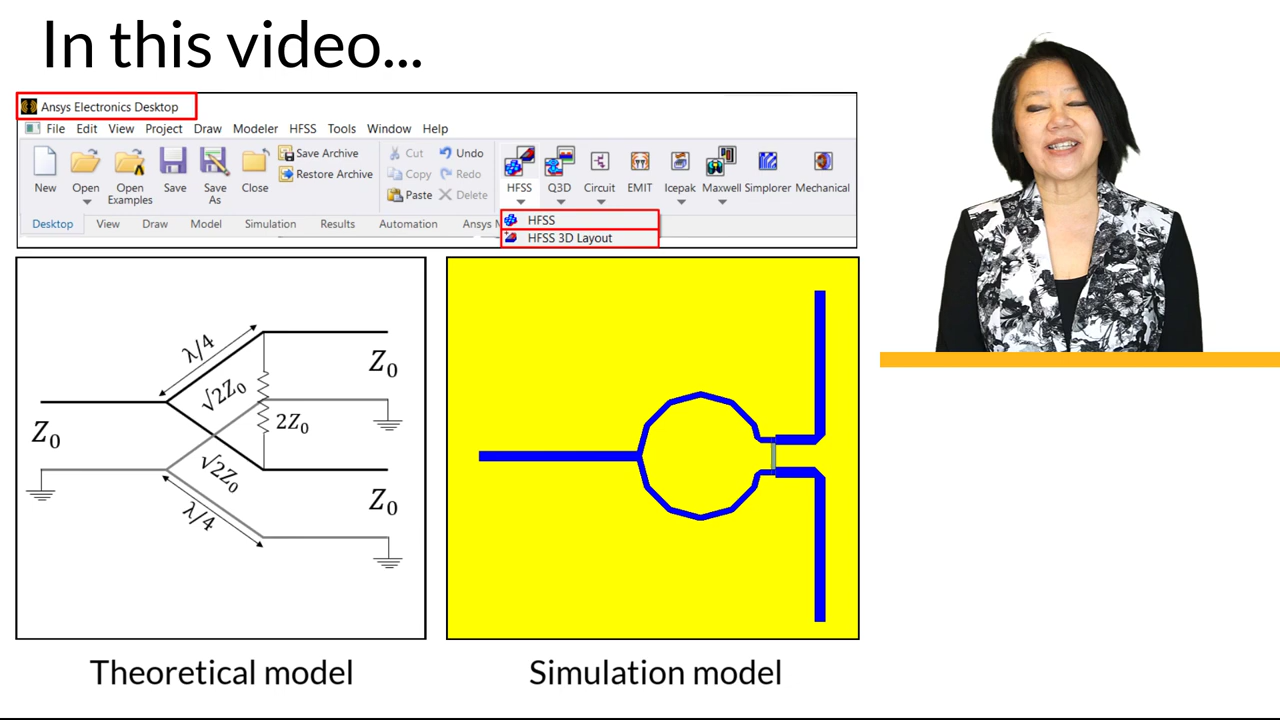 In this video...
Ansys Electronics Desktop
File Edit View Project Draw Modeler HFSS Tools Window Help
New Open Open Examples Save Save As Close
Save Archive
Restore Archive
Cut Undo
Copy Redo
Paste Delete
HFSS Q3D Circuit EMIT Icepak Maxwell Simplorer Mechanical
Desktop View Draw Model Simulation Results Automation Ansys
HFSS
HFSS 3D Layout
λ/4
Z0
√2Z0
Z0
2Z0
√2Z0
Z0
λ/4
Theoretical model
Simulation model